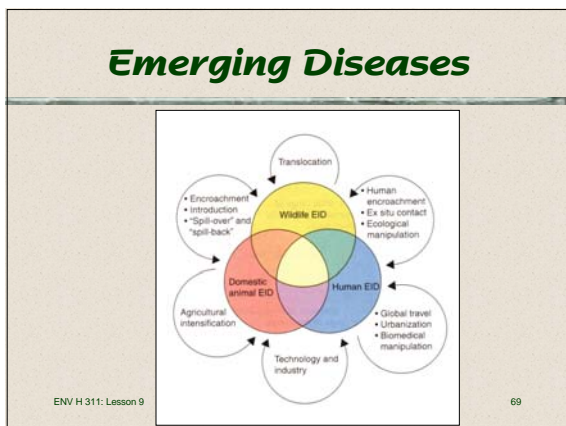 Emerging Diseases
Translocation
• Encroachment
• Introduction
• "Spill-over" and
"spill-back"
Wildlife EID
• Human
encroachment
• Ex situ contact
• Ecological
manipulation
Domestic
animal EID
Human EID
Agricultural
intensification
• Global travel
• Urbanization
• Biomedical
manipulation
Technology and
industry
ENV H 311: Lesson 9
69